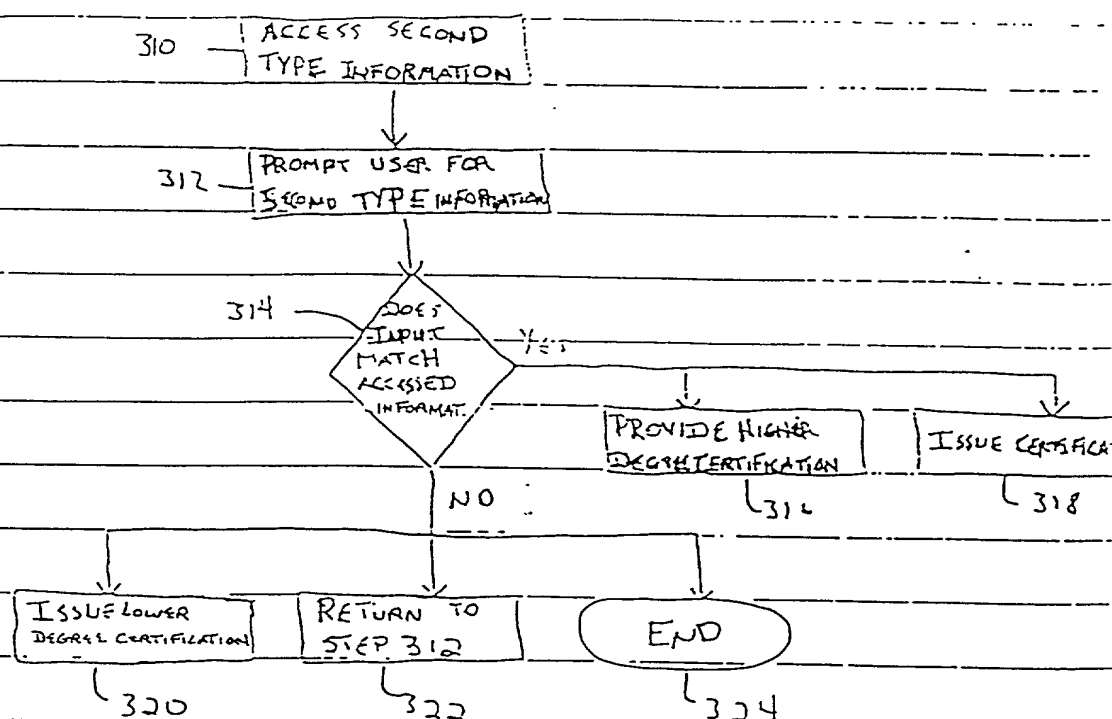 310
ACCESS SECOND
TYPE INFORMATION
312
PROMPT USER FOR
SECOND TYPE INFORMATION
314
DOES
INPUT
MATCH
ACCESSED
INFORMAT.
Yes
PROVIDE HIGHER
DEGREE CERTIFICATION
316
ISSUE CERTIFICAT
318
NO
ISSUE LOWER
DEGREE CERTIFICATION
320
RETURN TO
STEP 312
322
END
324